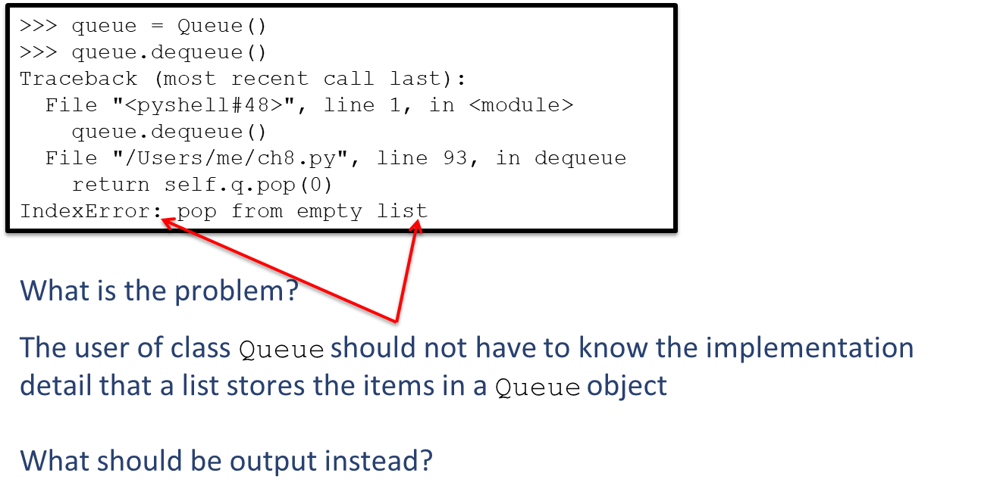 >>> queue = Queue()
>>> queue.dequeue()
Traceback (most recent call last):
  File "<pyshell#48>", line 1, in <module>
    queue.dequeue()
  File "/Users/me/ch8.py", line 93, in dequeue
    return self.q.pop(0)
IndexError: pop from empty list
What is the problem?
The user of class Queue should not have to know the implementation
detail that a list stores the items in a Queue object
What should be output instead?